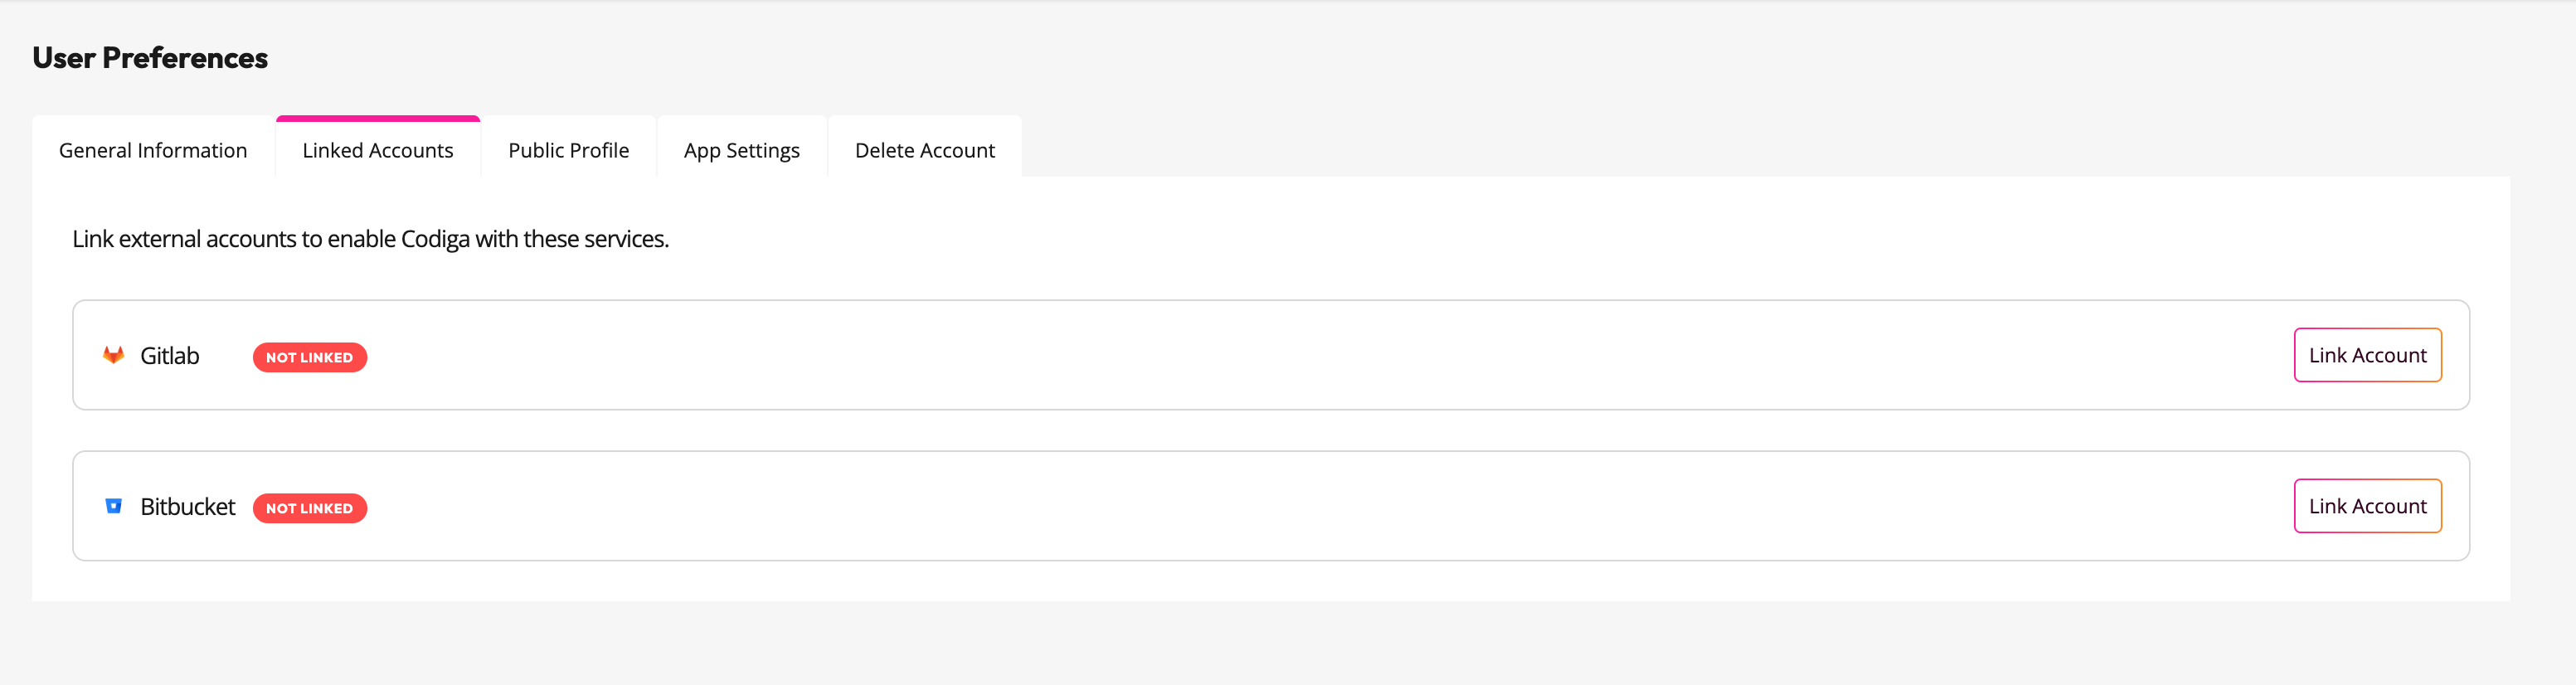 User Preferences
General Information Linked Accounts Public Profile App Settings Delete Account
Link external accounts to enable Codiga with these services.
Gitlab NOT LINKED Link Account
Bitbucket NOT LINKED Link Account